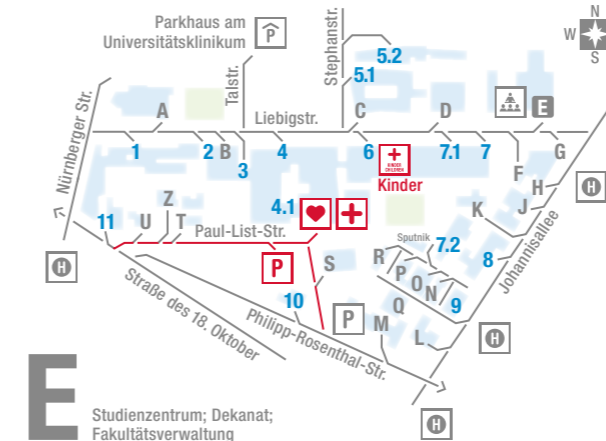 Parkhaus am
Universitätsklinikum
P
Stephanstr.
5.2
5.1
N
W
S
Talstr.
Nürnberger Str.
A
Liebigstr.
C
D
E
1
2
B
3
4
6
KINDER
CHILDREN
Kinder
7.1
7
F
G
H
H
J
K
Johannisallee
4.1
Z
11
U
T
Paul-List-Str.
P
S
H
Straße des 18. Oktober
10
Philipp-Rosenthal-Str.
P
Sputnik
7.2
R
P
O
N
8
Q
9
M
L
H
H
E
Studienzentrum; Dekanat;
Fakultätsverwaltung